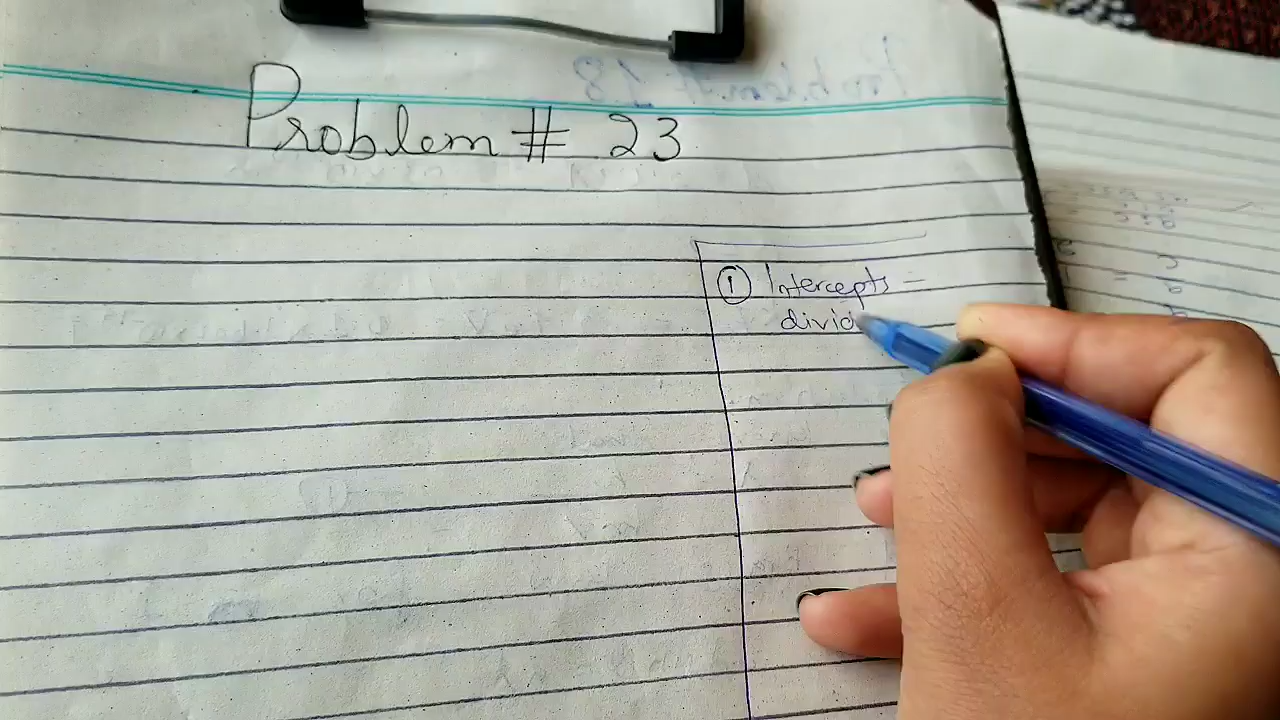 Problem # 23
① Intercepts =
divid